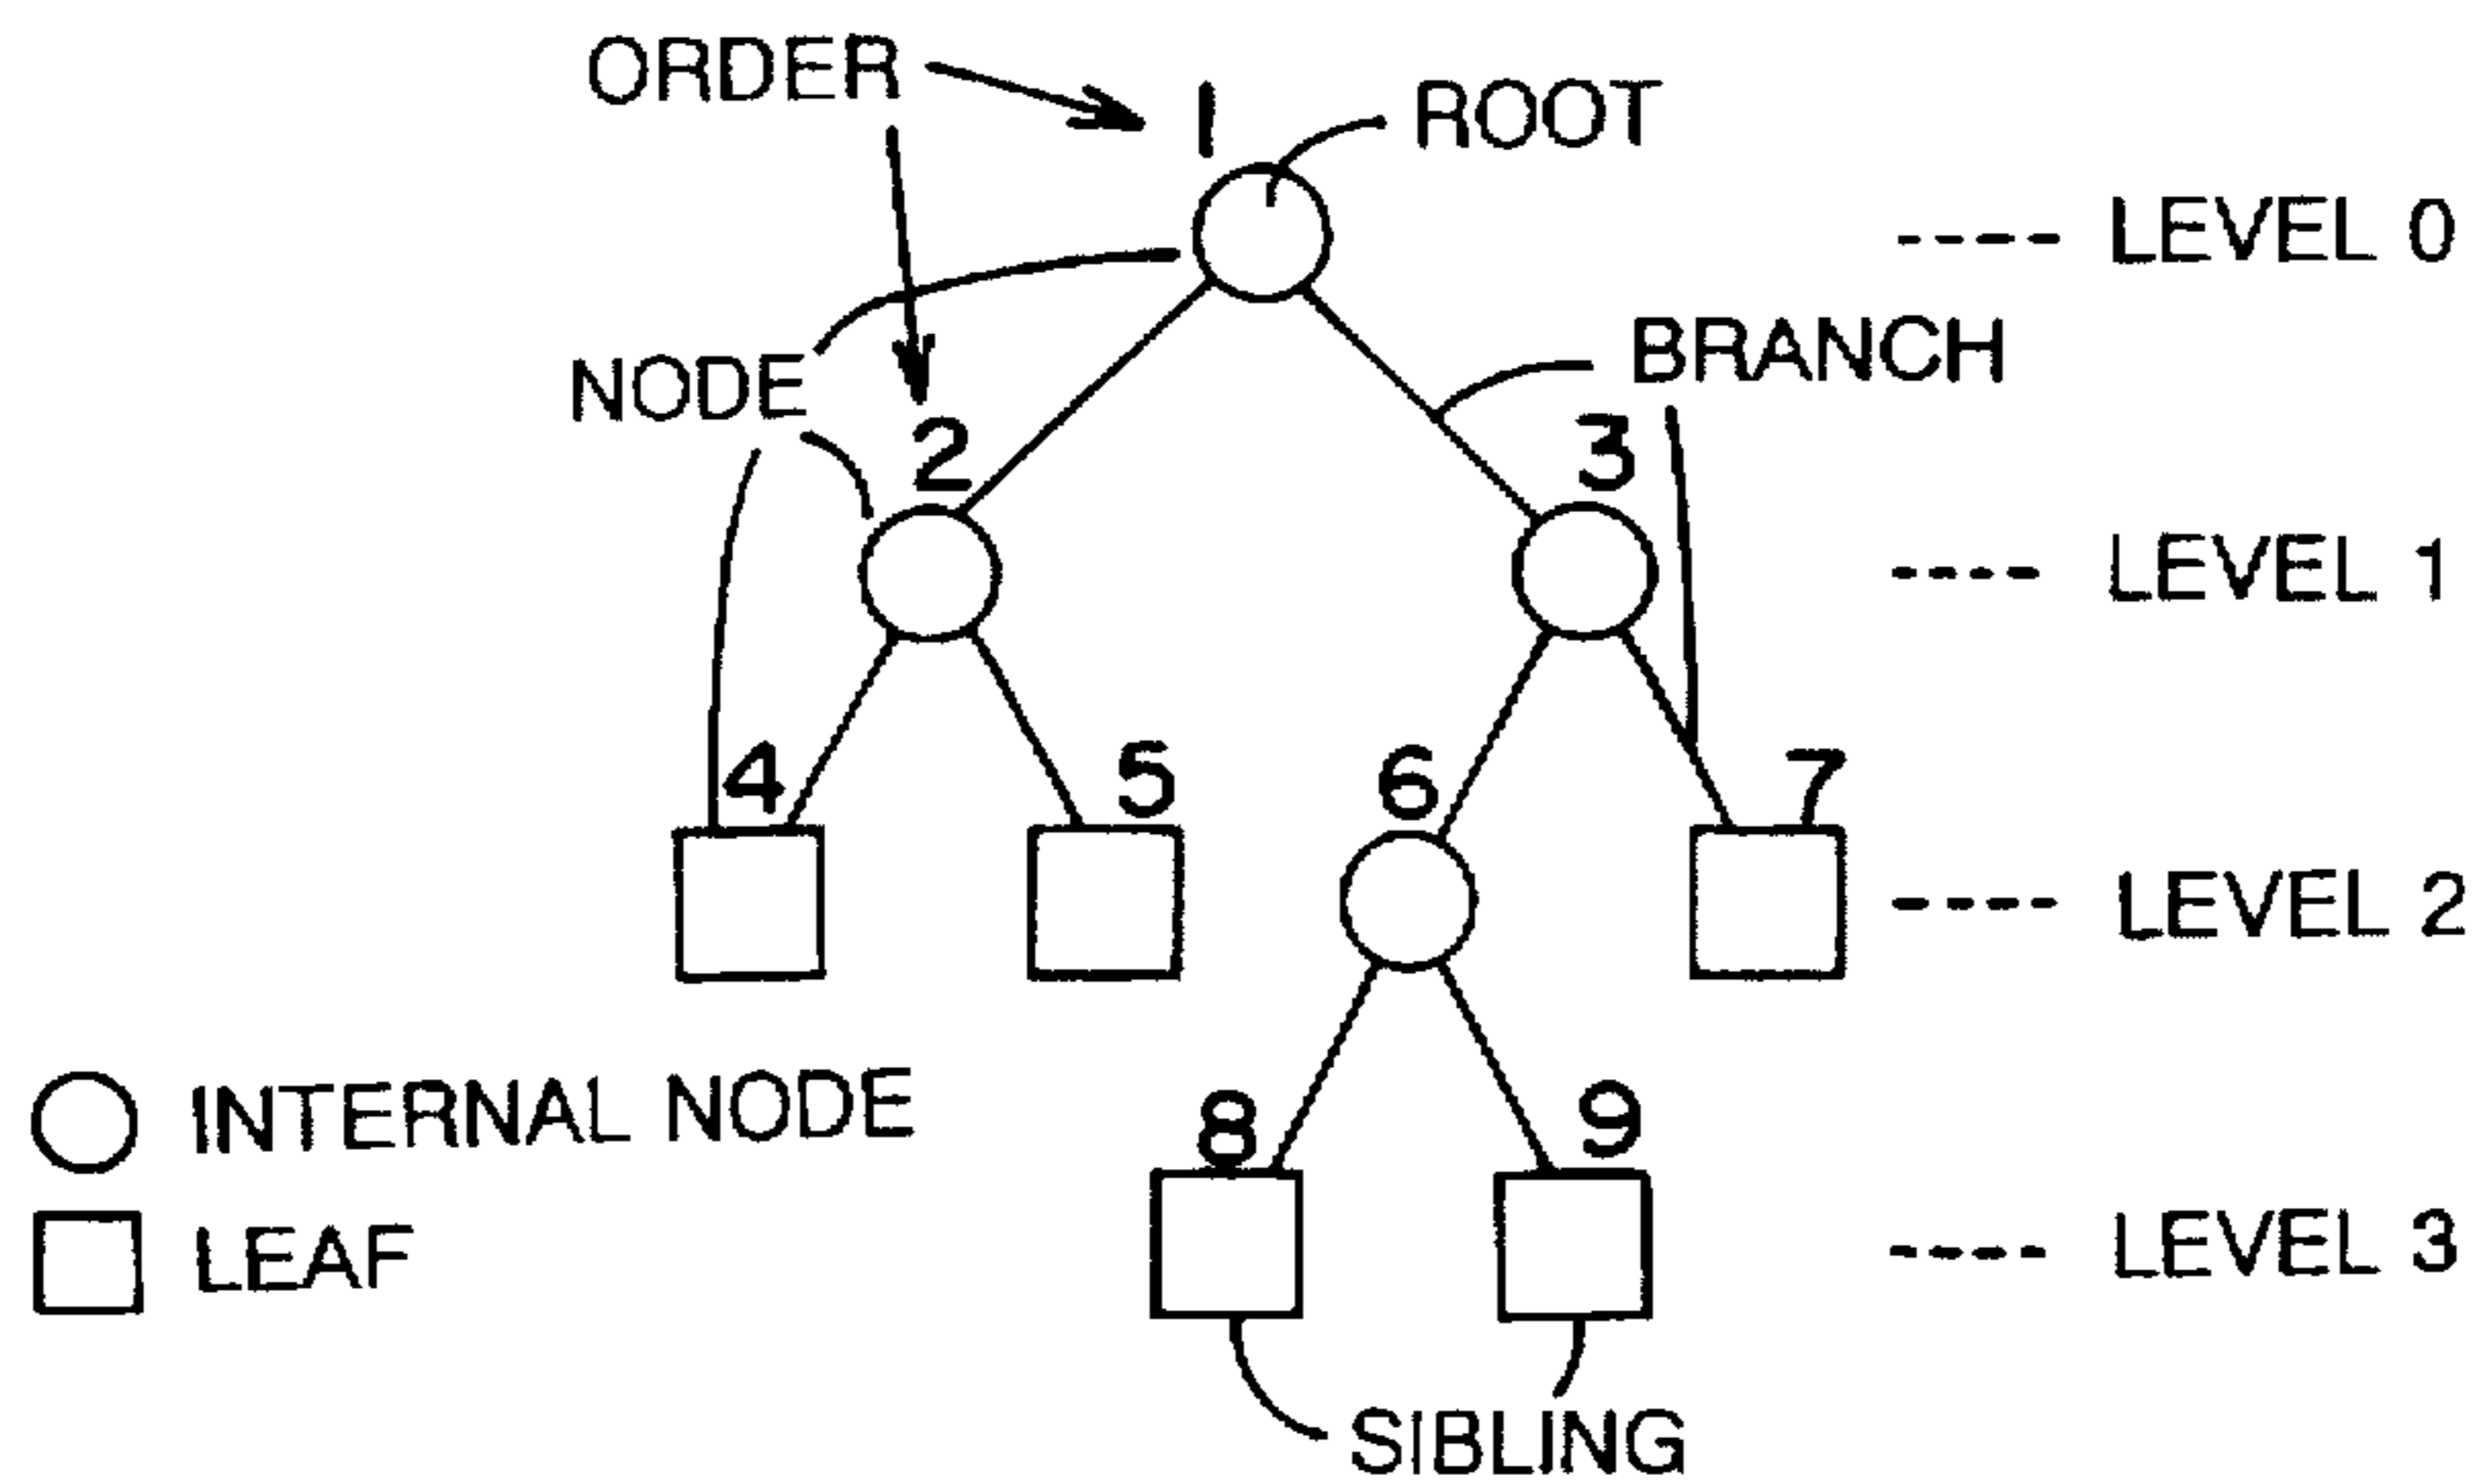 ORDER
1
ROOT
LEVEL 0
NODE
BRANCH
2
3
LEVEL 1
4
5
6
7
LEVEL 2
INTERNAL NODE
8
9
LEAF
LEVEL 3
SIBLING